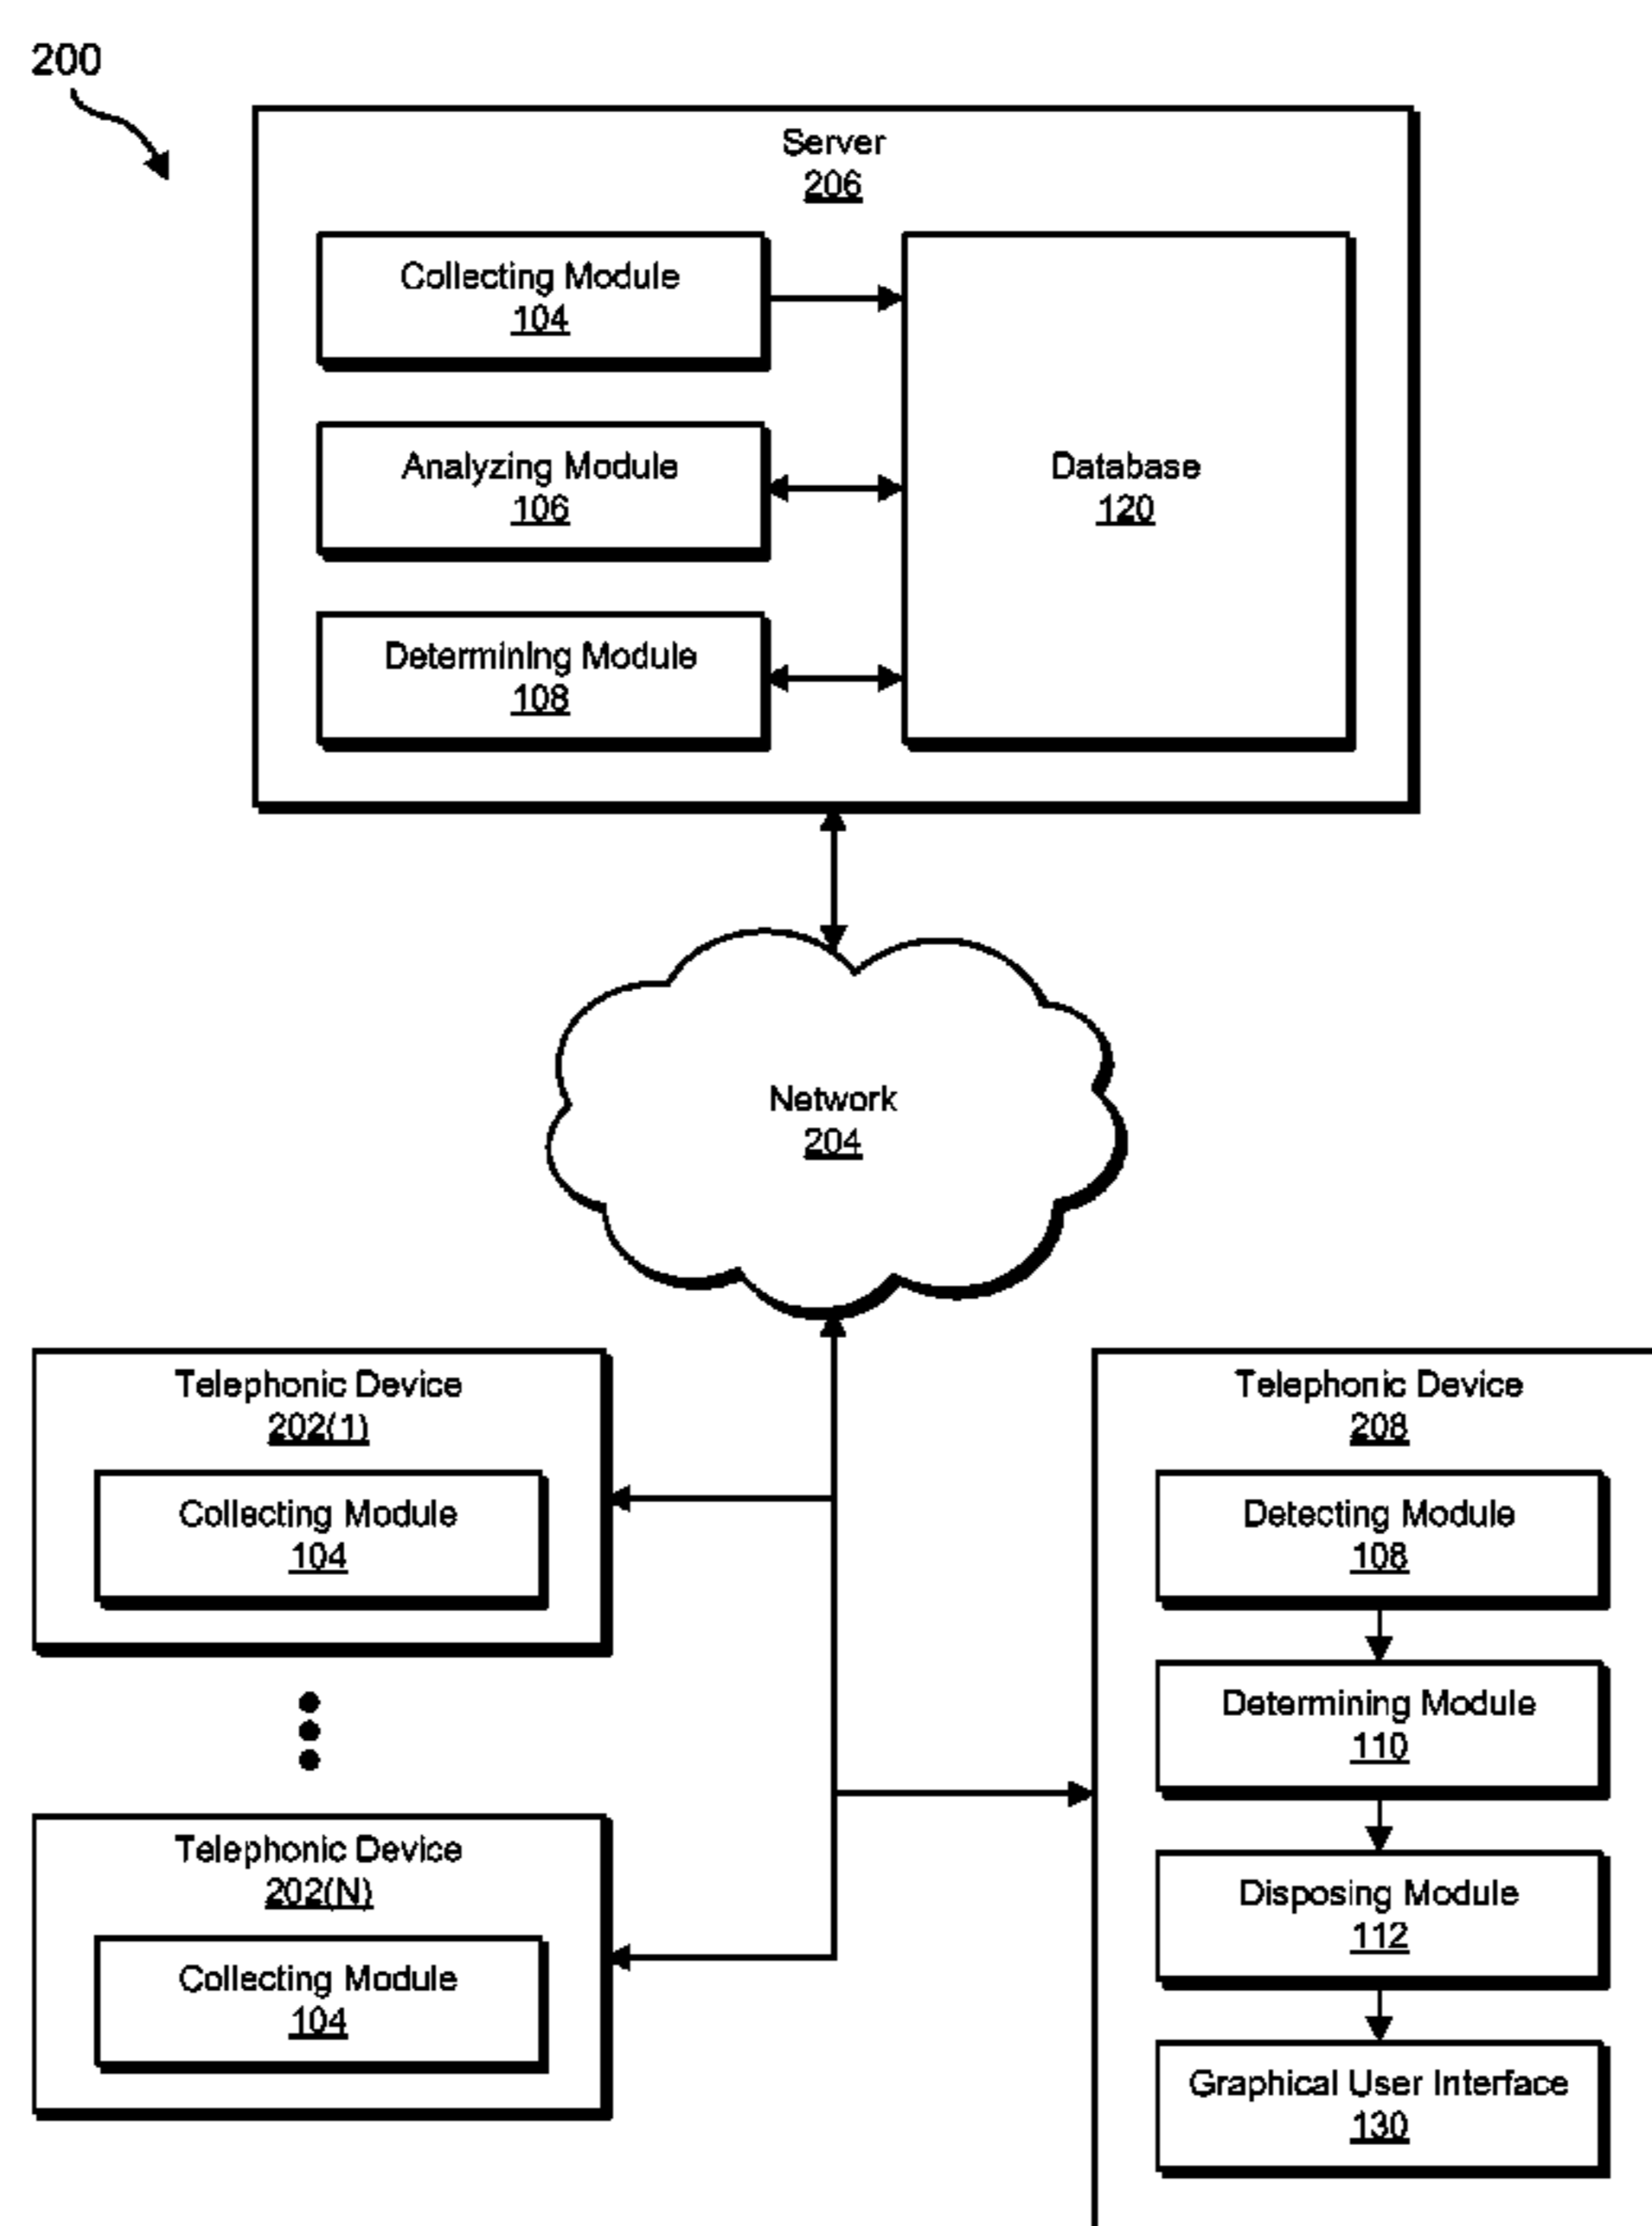 200
Server
206
Collecting Module
104
Analyzing Module
106
Determining Module
108
Database
120
Network
204
Telephonic Device
202(1)
Collecting Module
104
Telephonic Device
202(N)
Collecting Module
104
Telephonic Device
208
Detecting Module
108
Determining Module
110
Disposing Module
112
Graphical User Interface
130